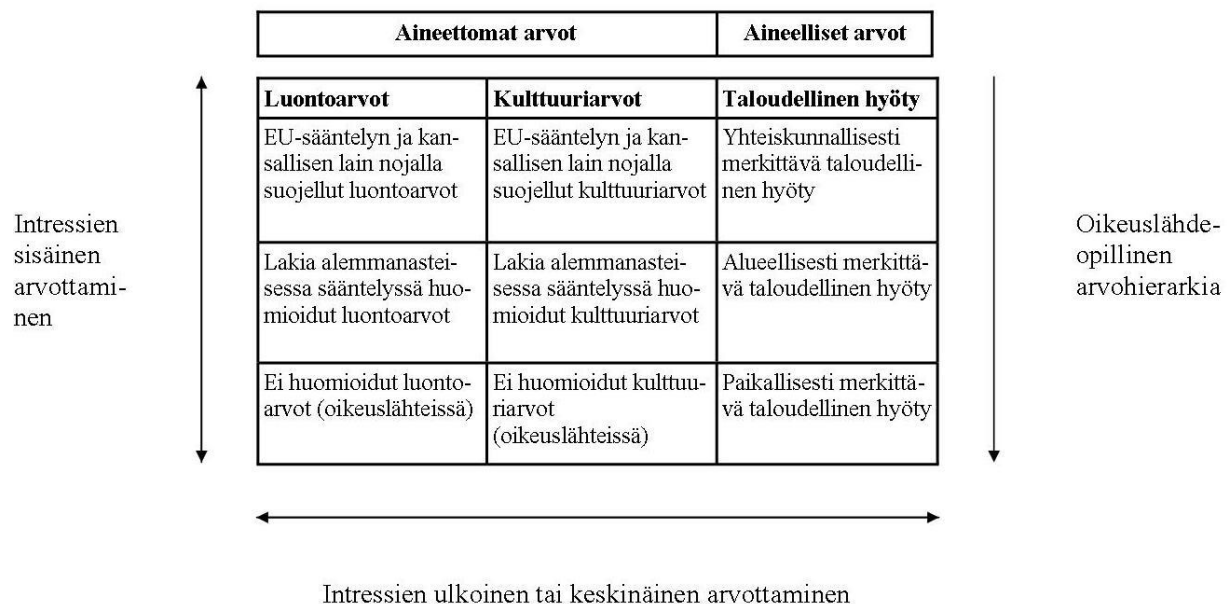 Aineettomat arvot
Aineelliset arvot
Luontoarvot
Kulttuuriarvot
Taloudellinen hyöty
EU-sääntelyn ja kan-
sallisen lain nojalla
suojellut luontoarvot
EU-sääntelyn ja kan-
sallisen lain nojalla
suojellut kulttuuriarvot
Yhteiskunnallisesti
merkittävä taloudelli-
nen hyöty
Lakia alemmanastei-
sessa sääntelyssä huo-
mioidut luontoarvot
Lakia alemmanastei-
sessa sääntelyssä huo-
mioidut kulttuuriarvot
Alueellisesti merkittä-
vä taloudellinen hyöty
Ei huomioidut luonto-
arvot (oikeuslähteissä)
Ei huomioidut kulttuu-
riarvot
(oikeuslähteissä)
Paikallisesti merkittä-
vä taloudellinen hyöty
Intressien
sisäinen
arvottami-
nen
Oikeuslähde-
opillinen
arvohierarkia
Intressien ulkoinen tai keskinäinen arvottaminen